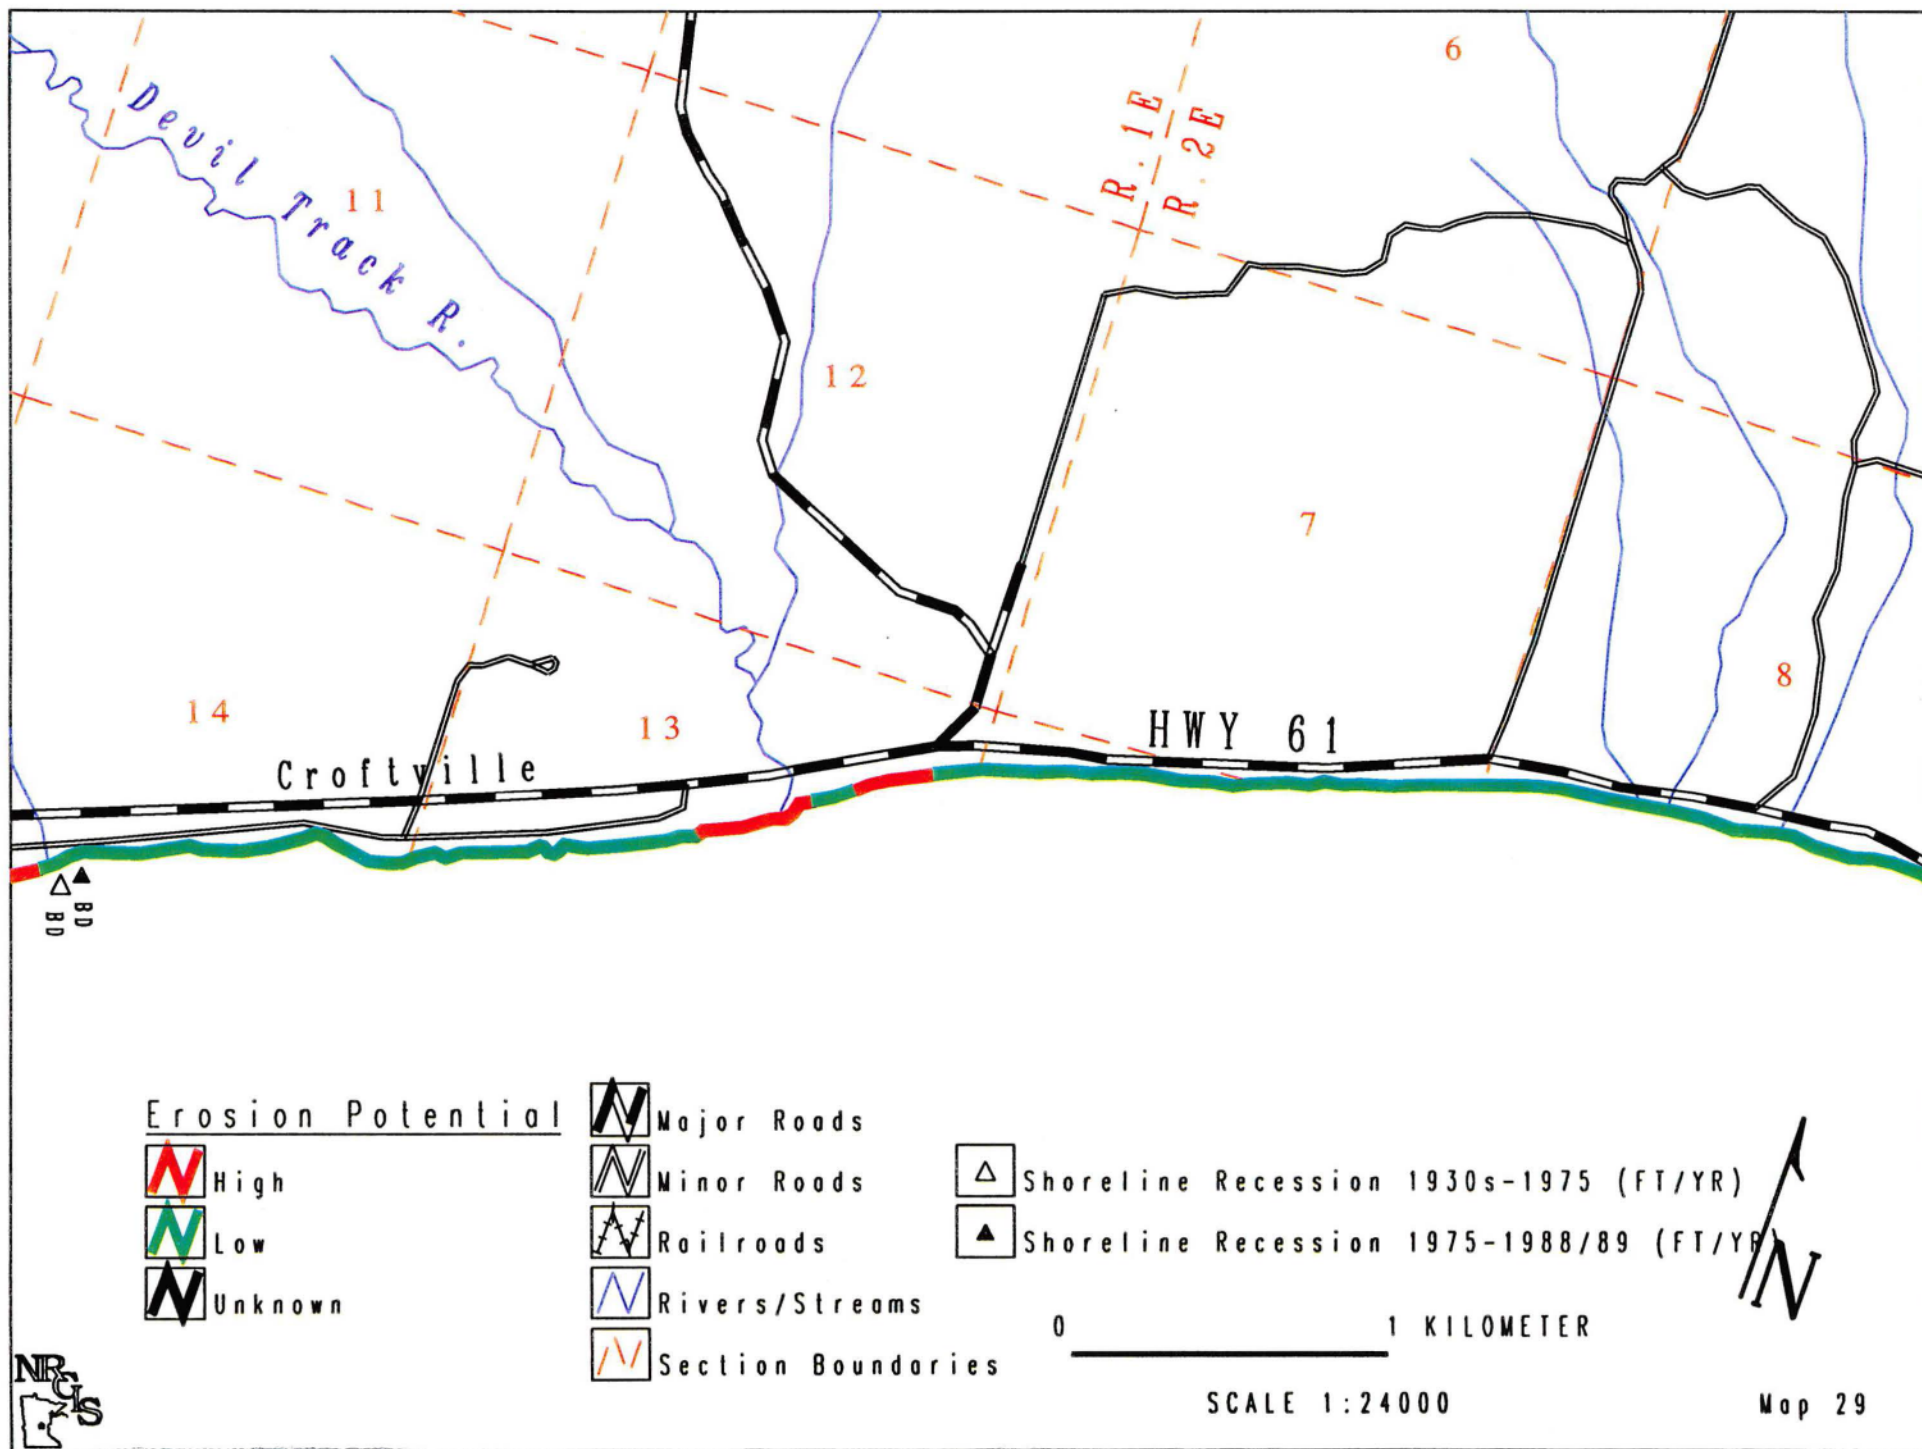 6
R. 1E
R. 2E
Devil Track R.
11
12
7
8
14
13
HWY 61
Croftville
BD
BD
Erosion Potential
High
Low
Unknown
Major Roads
Minor Roads
Railroads
Rivers/Streams
Section Boundaries
Shoreline Recession 1930s-1975 (FT/YR)
Shoreline Recession 1975-1988/89 (FT/YR)
N
0 1 KILOMETER
SCALE 1:24000
Map 29
NRGIS